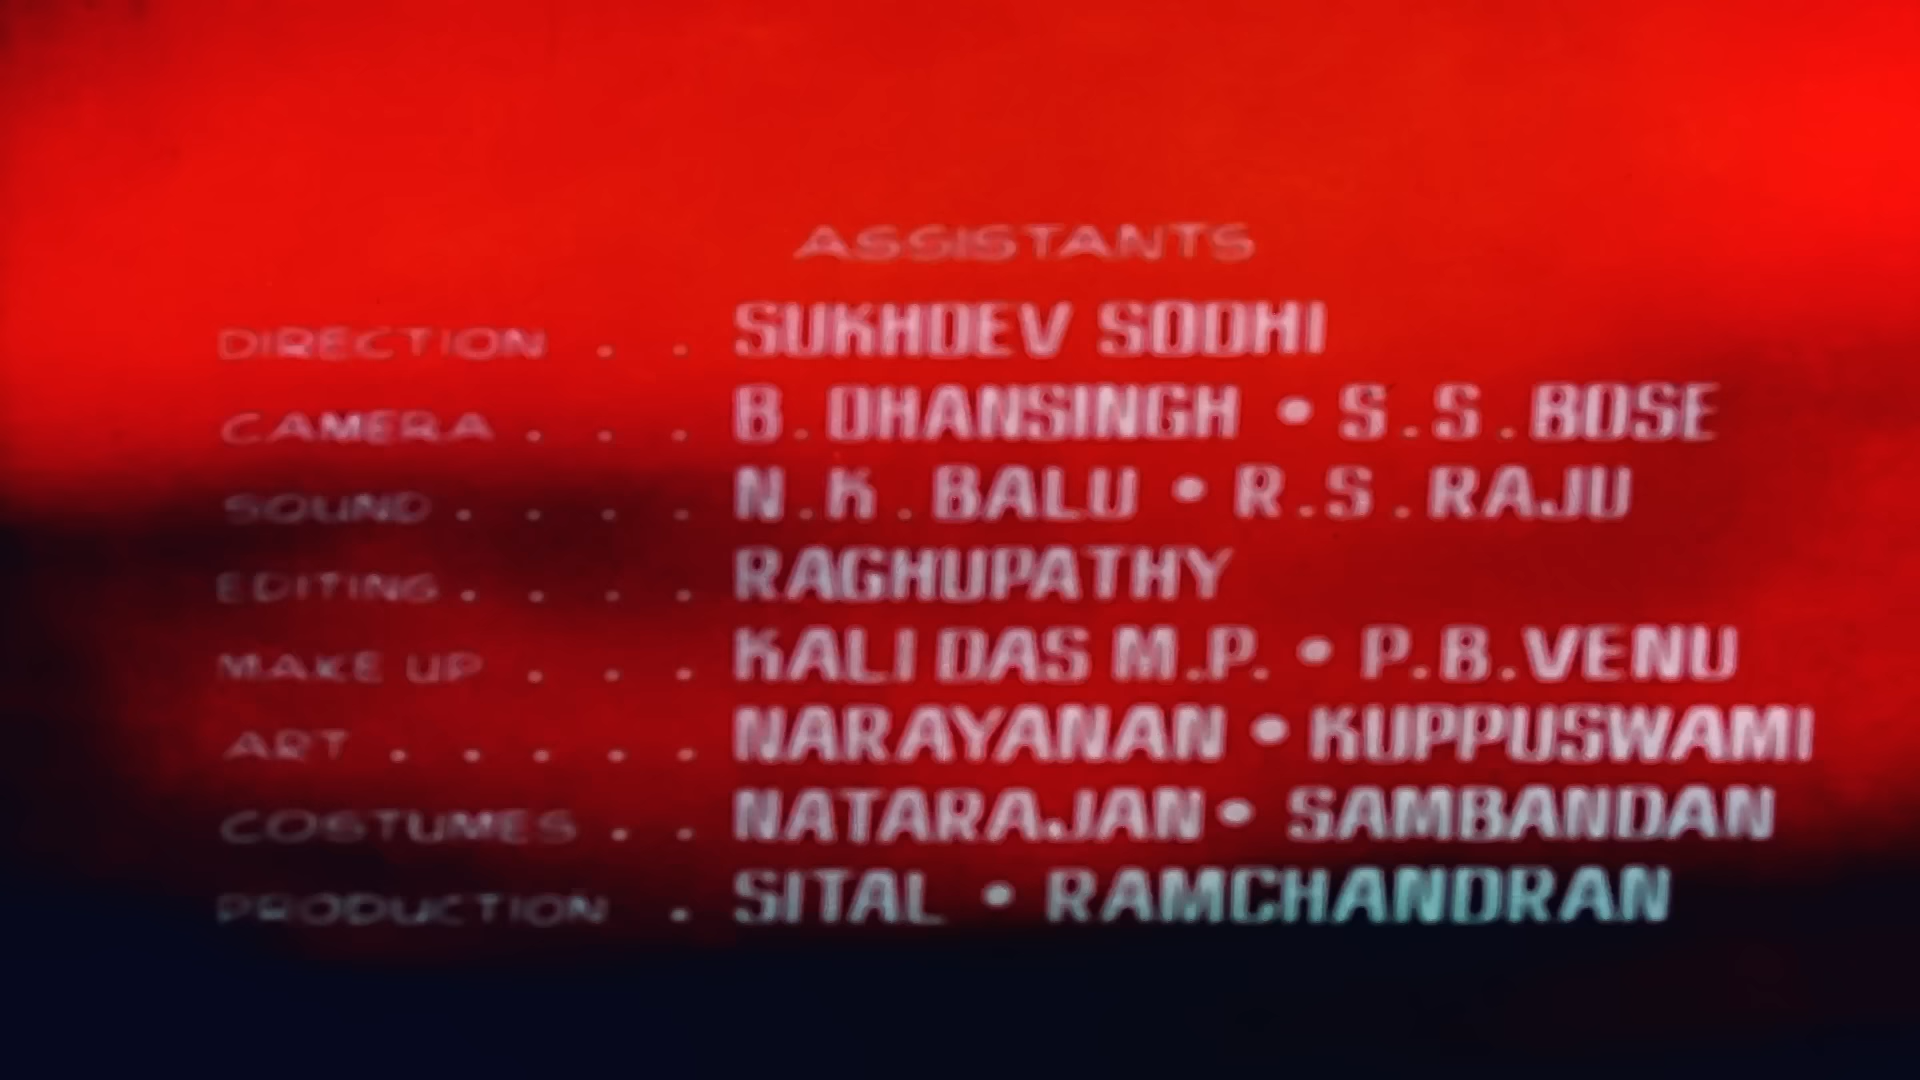 ASSISTANTS
DIRECTION . . SUKHDEV SODHI
CAMERA . . . B. DHANSINGH • S.S. BOSE
SOUND . . . . N.K. BALU • R.S. RAJU
EDITING . . . . RAGHUPATHY
MAKE UP . . . KALI DAS M.P. • P.B. VENU
ART . . . . . NARAYANAN • KUPPUSWAMI
COSTUMES . . NATARAJAN • SAMBANDAN
PRODUCTION . SITAL • RAMCHANDRAN